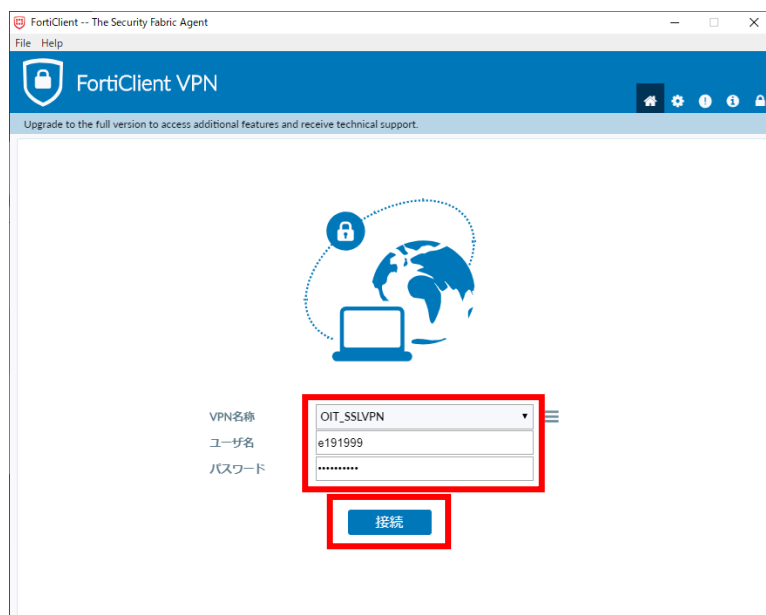 FortiClient -- The Security Fabric Agent
File Help
FortiClient VPN
Upgrade to the full version to access additional features and receive technical support.
VPN名称 OIT_SSLVPN
ユーザ名 e191999
パスワード ••••••••••
接続